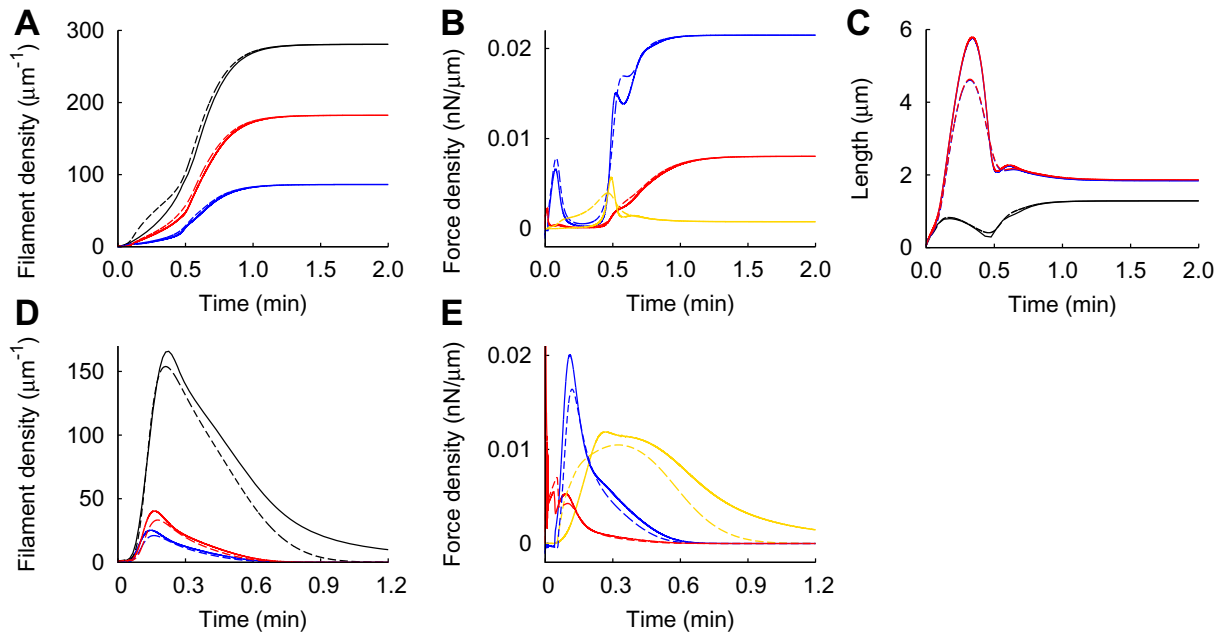 A
Filament density (μm⁻¹)
300
200
100
0
0.0 0.5 1.0 1.5 2.0
Time (min)
B
Force density (nN/μm)
0.02
0.01
0
0.0 0.5 1.0 1.5 2.0
Time (min)
C
Length (μm)
6
4
2
0
0.0 0.5 1.0 1.5 2.0
Time (min)
D
Filament density (μm⁻¹)
150
100
50
0
0 0.3 0.6 0.9 1.2
Time (min)
E
Force density (nN/μm)
0.02
0.01
0
0 0.3 0.6 0.9 1.2
Time (min)